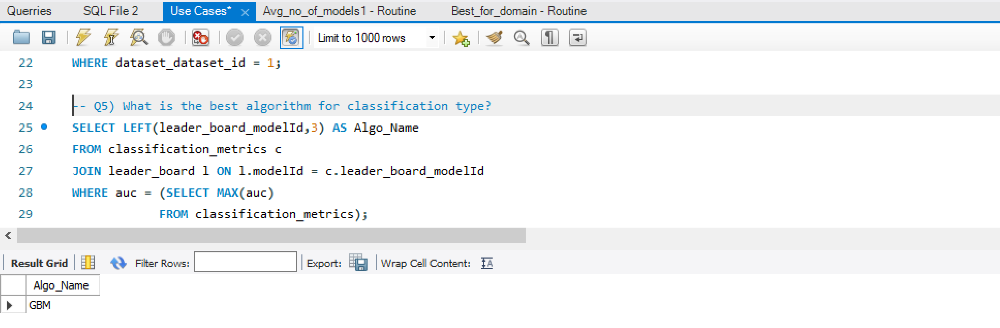 Querries SQL File 2 Use Cases* Avg_no_of_models1 - Routine Best_for_domain - Routine
Limit to 1000 rows
22 WHERE dataset_dataset_id = 1;
23
24 -- Q5) What is the best algorithm for classification type?
25 SELECT LEFT(leader_board_modelId,3) AS Algo_Name
26 FROM classification_metrics c
27 JOIN leader_board l ON l.modelId = c.leader_board_modelId
28 WHERE auc = (SELECT MAX(auc)
29 FROM classification_metrics);
Result Grid Filter Rows: Export: Wrap Cell Content:
Algo_Name
GBM